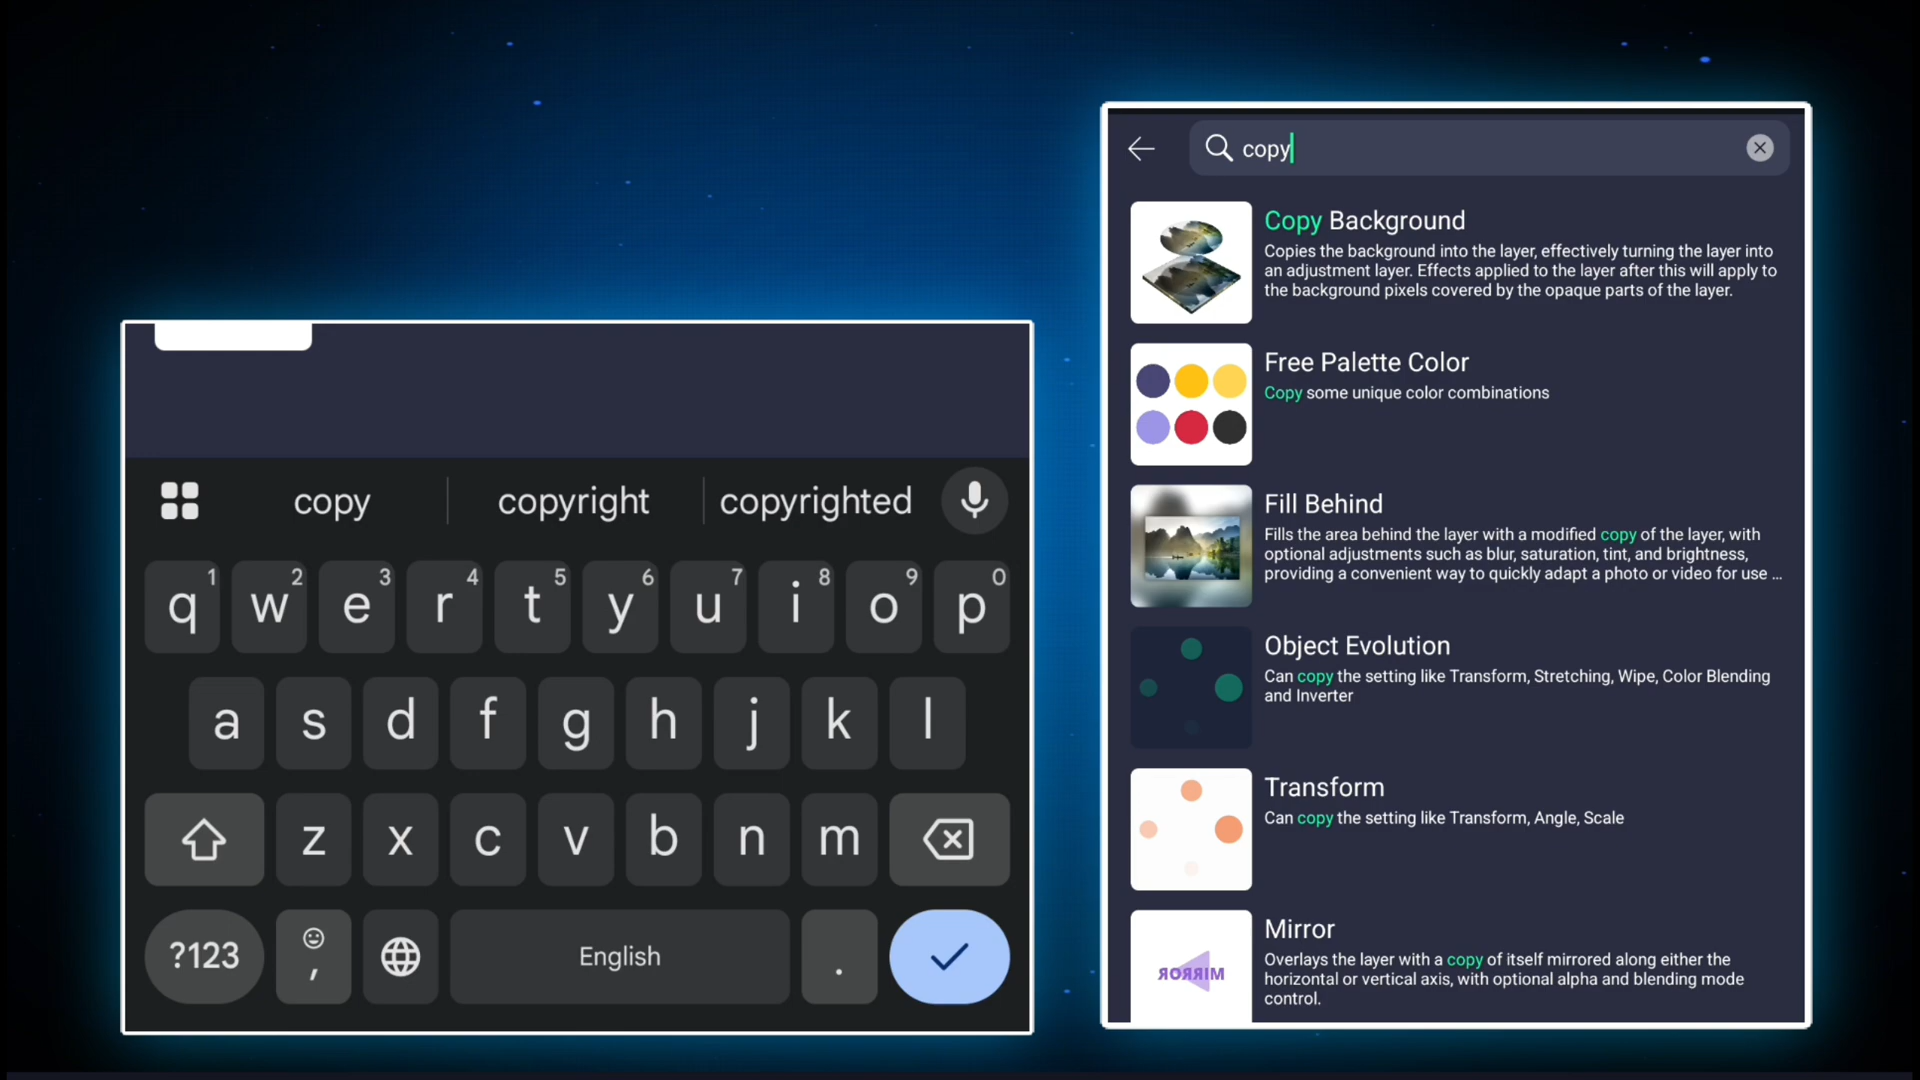 copy
Copy Background
Copies the background into the layer, effectively turning the layer into
an adjustment layer. Effects applied to the layer after this will apply to
the background pixels covered by the opaque parts of the layer.
Free Palette Color
Copy some unique color combinations
Fill Behind
Fills the area behind the layer with a modified copy of the layer, with
optional adjustments such as blur, saturation, tint, and brightness,
providing a convenient way to quickly adapt a photo or video for use ...
Object Evolution
Can copy the setting like Transform, Stretching, Wipe, Color Blending
and Inverter
Transform
Can copy the setting like Transform, Angle, Scale
MIRROR
Mirror
Overlays the layer with a copy of itself mirrored along either the
horizontal or vertical axis, with optional alpha and blending mode
control.
copy copyright copyrighted
1 2 3 4 5 6 7 8 9 0
q w e r t y u i o p
a s d f g h j k l
z x c v b n m
?123 , English .